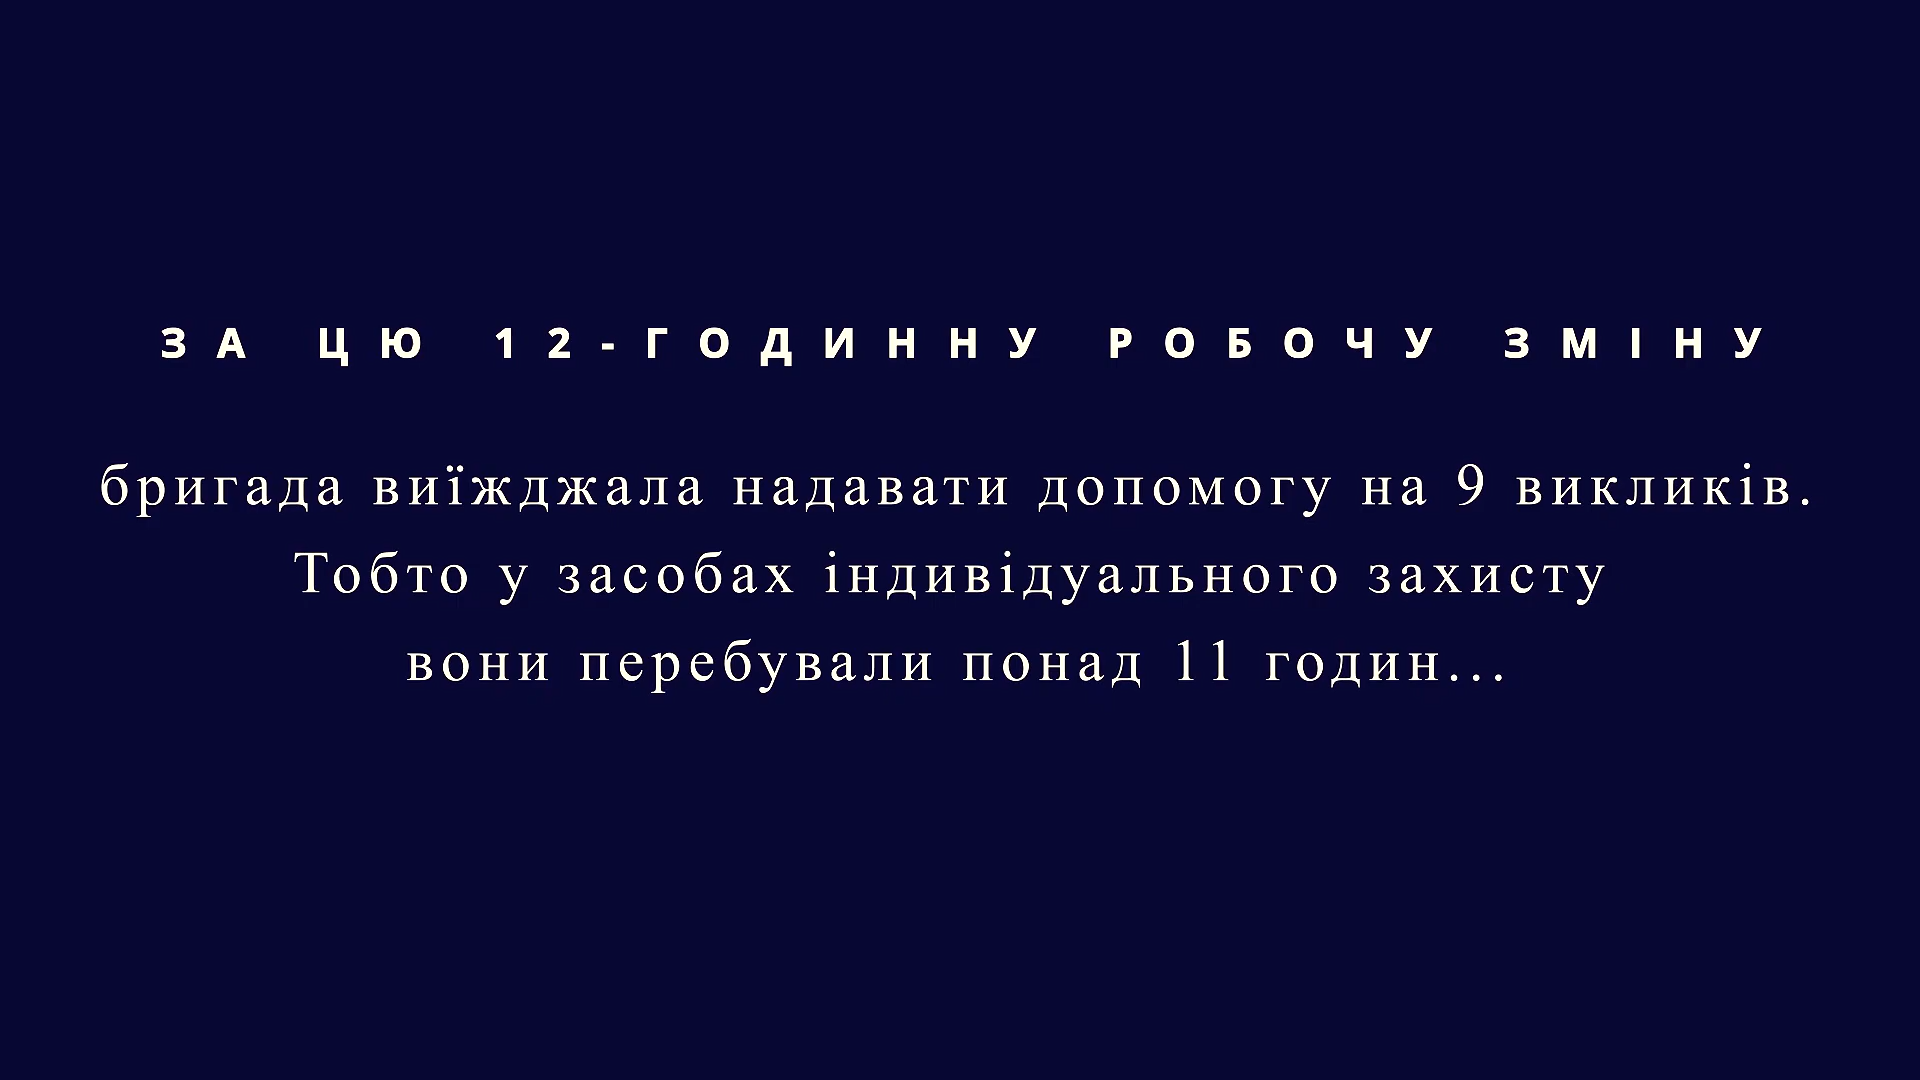 ЗА ЦЮ 12-ГОДИННУ РОБОЧУ ЗМІНУ
бригада виїжджала надавати допомогу на 9 викликів.
Тобто у засобах індивідуального захисту
вони перебували понад 11 годин...